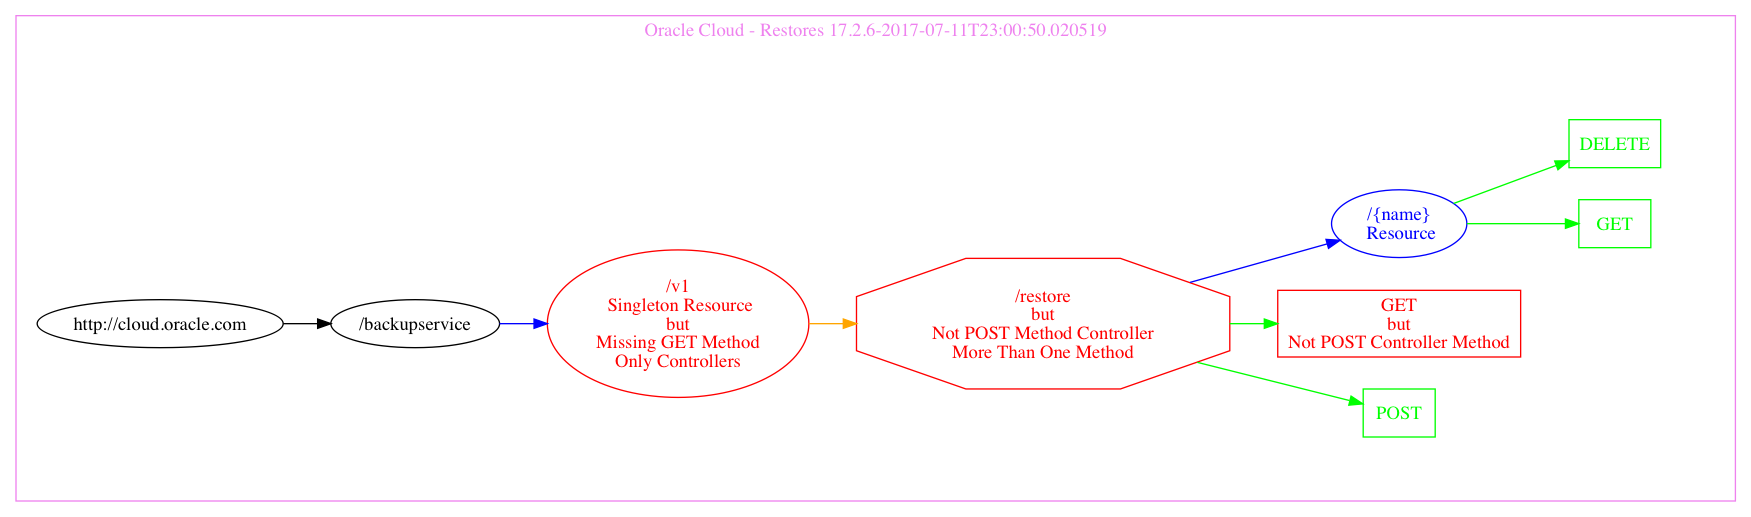 Oracle Cloud - Restores 17.2.6-2017-07-11T23:00:50.020519
http://cloud.oracle.com
/backupservice
/v1
Singleton Resource
but
Missing GET Method
Only Controllers
/restore
but
Not POST Method Controller
More Than One Method
/{name}
Resource
DELETE
GET
GET
but
Not POST Controller Method
POST